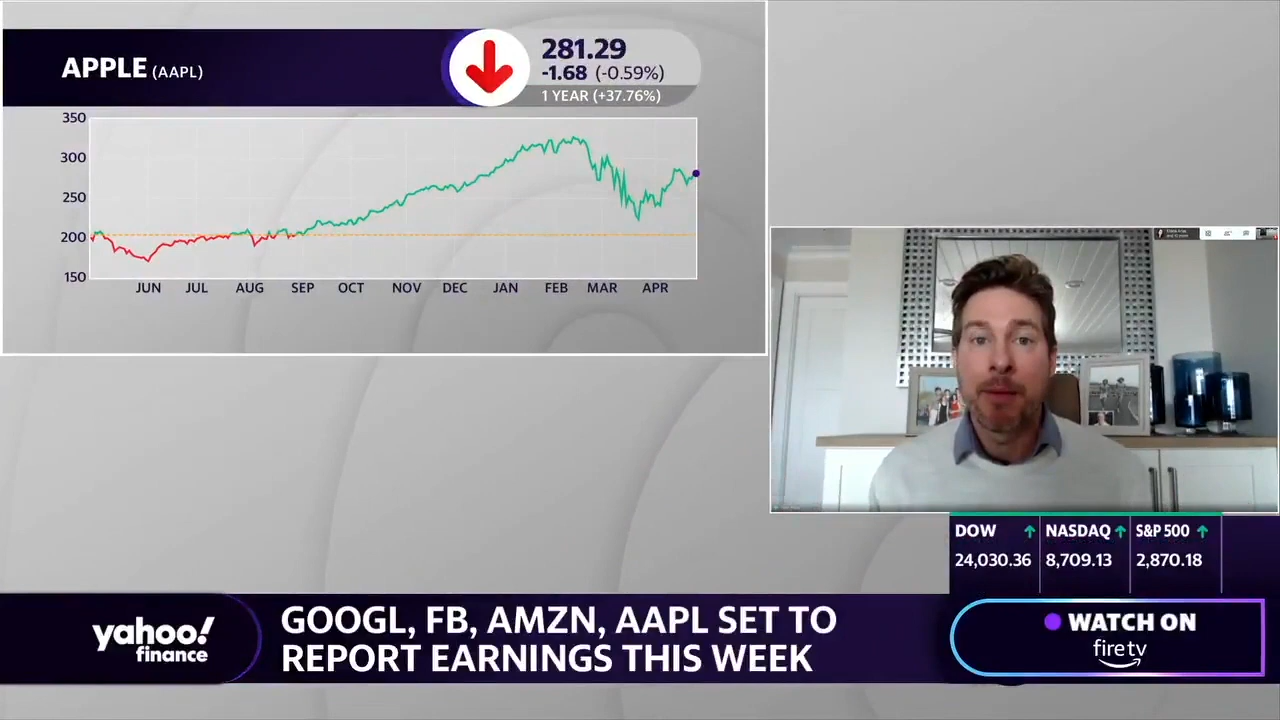 APPLE (AAPL)
281.29
-1.68 (-0.59%)
1 YEAR (+37.76%)
350
300
250
200
150
JUN JUL AUG SEP OCT NOV DEC JAN FEB MAR APR
DOW
24,030.36
NASDAQ
8,709.13
S&P 500
2,870.18
yahoo!
finance
GOOGL, FB, AMZN, AAPL SET TO
REPORT EARNINGS THIS WEEK
WATCH ON
firetv